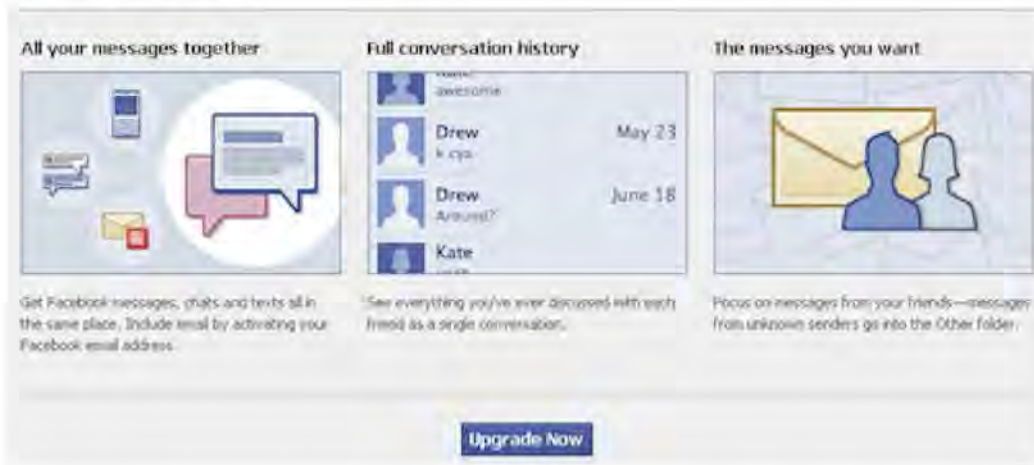 All your messages together
Full conversation history
The messages you want
awesome
Drew May 23
k cya
Drew June 18
Around?
Kate
Get Facebook messages, chats and texts all in
the same place. Include email by activating your
Facebook email address.
See everything you've ever discussed with each
friend as a single conversation.
Focus on messages from your friends—messages
from unknown senders go into the Other folder.
Upgrade Now